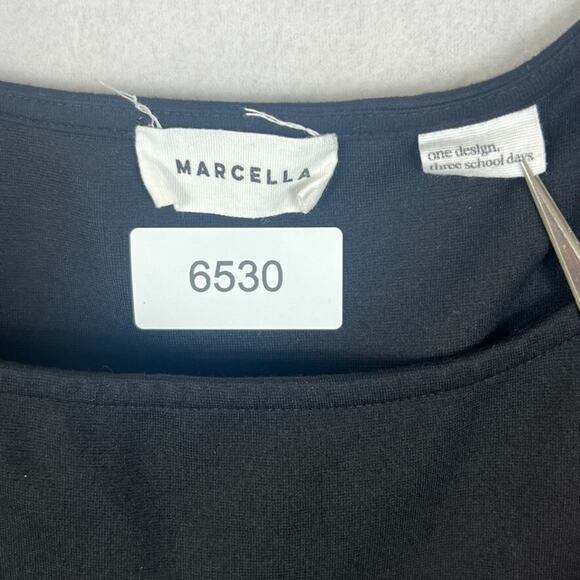 MARCELLA
one design,
three school days
6530